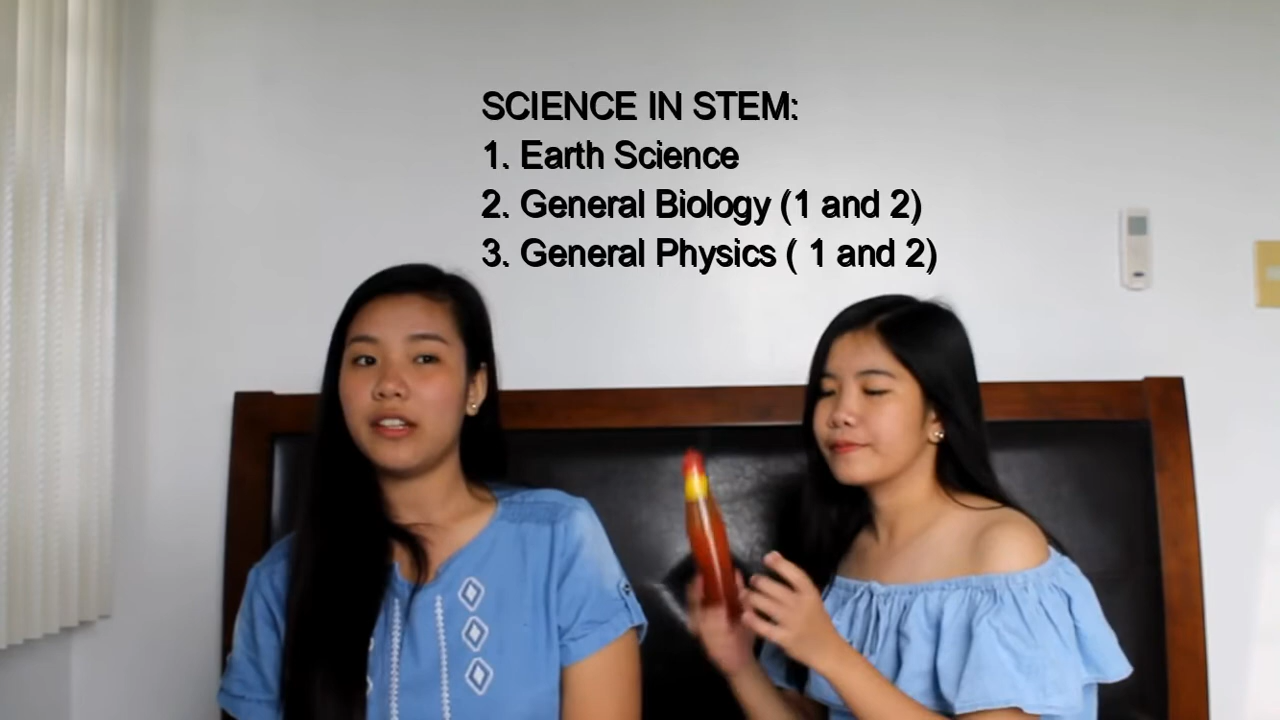 SCIENCE IN STEM:
1. Earth Science
2. General Biology (1 and 2)
3. General Physics ( 1 and 2)